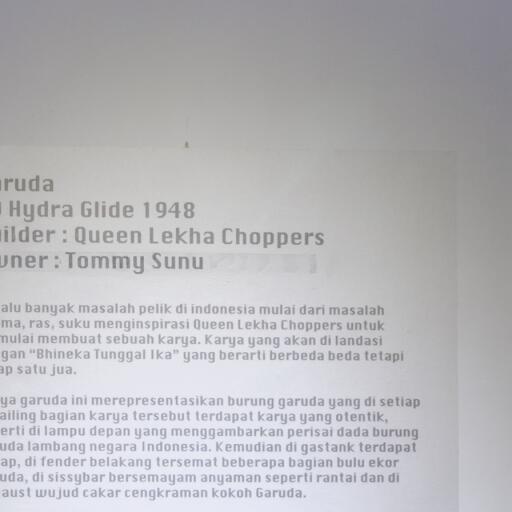 aruda
Hydra Glide 1948
uilder : Queen Lekha Choppers
wner : Tommy Sunu
alu banyak masalah pelik di indonesia mulai dari masalah
ma, ras, suku menginspirasi Queen Lekha Choppers untuk
mulai membuat sebuah karya. Karya yang akan di landasi
gan "Bhineka Tunggal Ika" yang berarti berbeda beda tetapi
ap satu jua.
ya garuda ini merepresentasikan burung garuda yang di setiap
ailing bagian karya tersebut terdapat karya yang otentik,
erti di lampu depan yang menggambarkan perisai dada burung
uda lambang negara Indonesia. Kemudian di gastank terdapat
ap, di fender belakang tersemat beberapa bagian bulu ekor
uda, di sissybar bersemayam anyaman seperti rantai dan di
aust wujud cakar cengkraman kokoh Garuda.